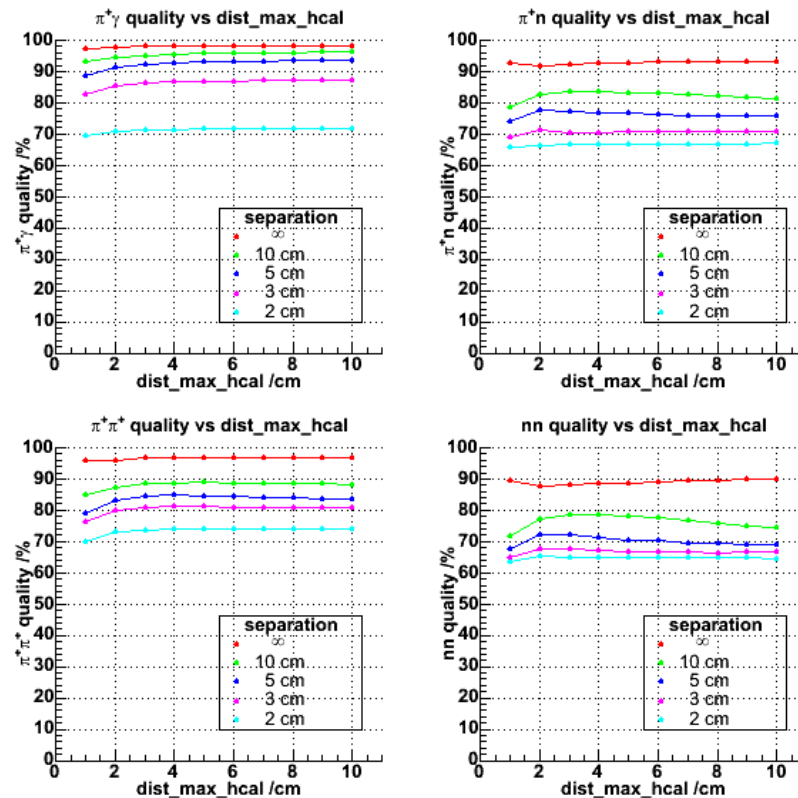 π⁺γ quality vs dist_max_hcal
π⁺γ quality /%
100
90
80
70
60
50
40
30
20
10
0
separation
∞
10 cm
5 cm
3 cm
2 cm
0 2 4 6 8 10
dist_max_hcal /cm
π⁺n quality vs dist_max_hcal
π⁺n quality /%
100
90
80
70
60
50
40
30
20
10
0
separation
∞
10 cm
5 cm
3 cm
2 cm
0 2 4 6 8 10
dist_max_hcal /cm
π⁺π⁺ quality vs dist_max_hcal
π⁺π⁺ quality /%
100
90
80
70
60
50
40
30
20
10
0
separation
∞
10 cm
5 cm
3 cm
2 cm
0 2 4 6 8 10
dist_max_hcal /cm
nn quality vs dist_max_hcal
nn quality /%
100
90
80
70
60
50
40
30
20
10
0
separation
∞
10 cm
5 cm
3 cm
2 cm
0 2 4 6 8 10
dist_max_hcal /cm